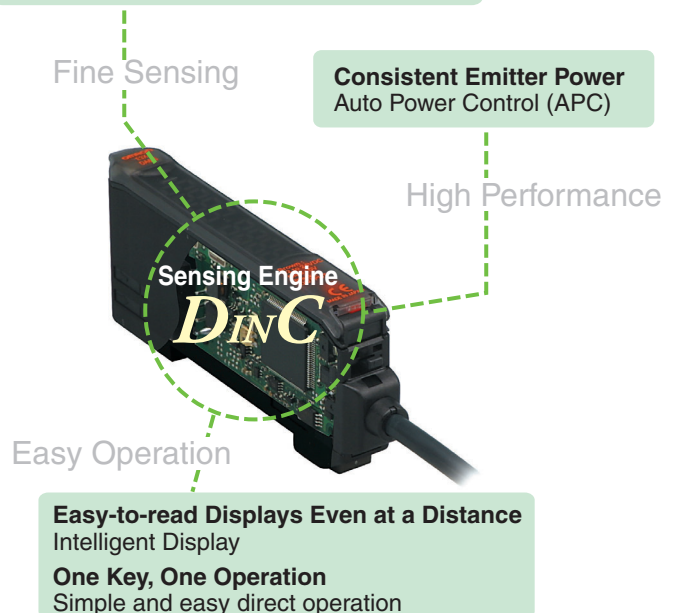 Fine Sensing
Consistent Emitter Power
Auto Power Control (APC)
High Performance
Sensing Engine
DINC
Easy Operation
Easy-to-read Displays Even at a Distance
Intelligent Display
One Key, One Operation
Simple and easy direct operation